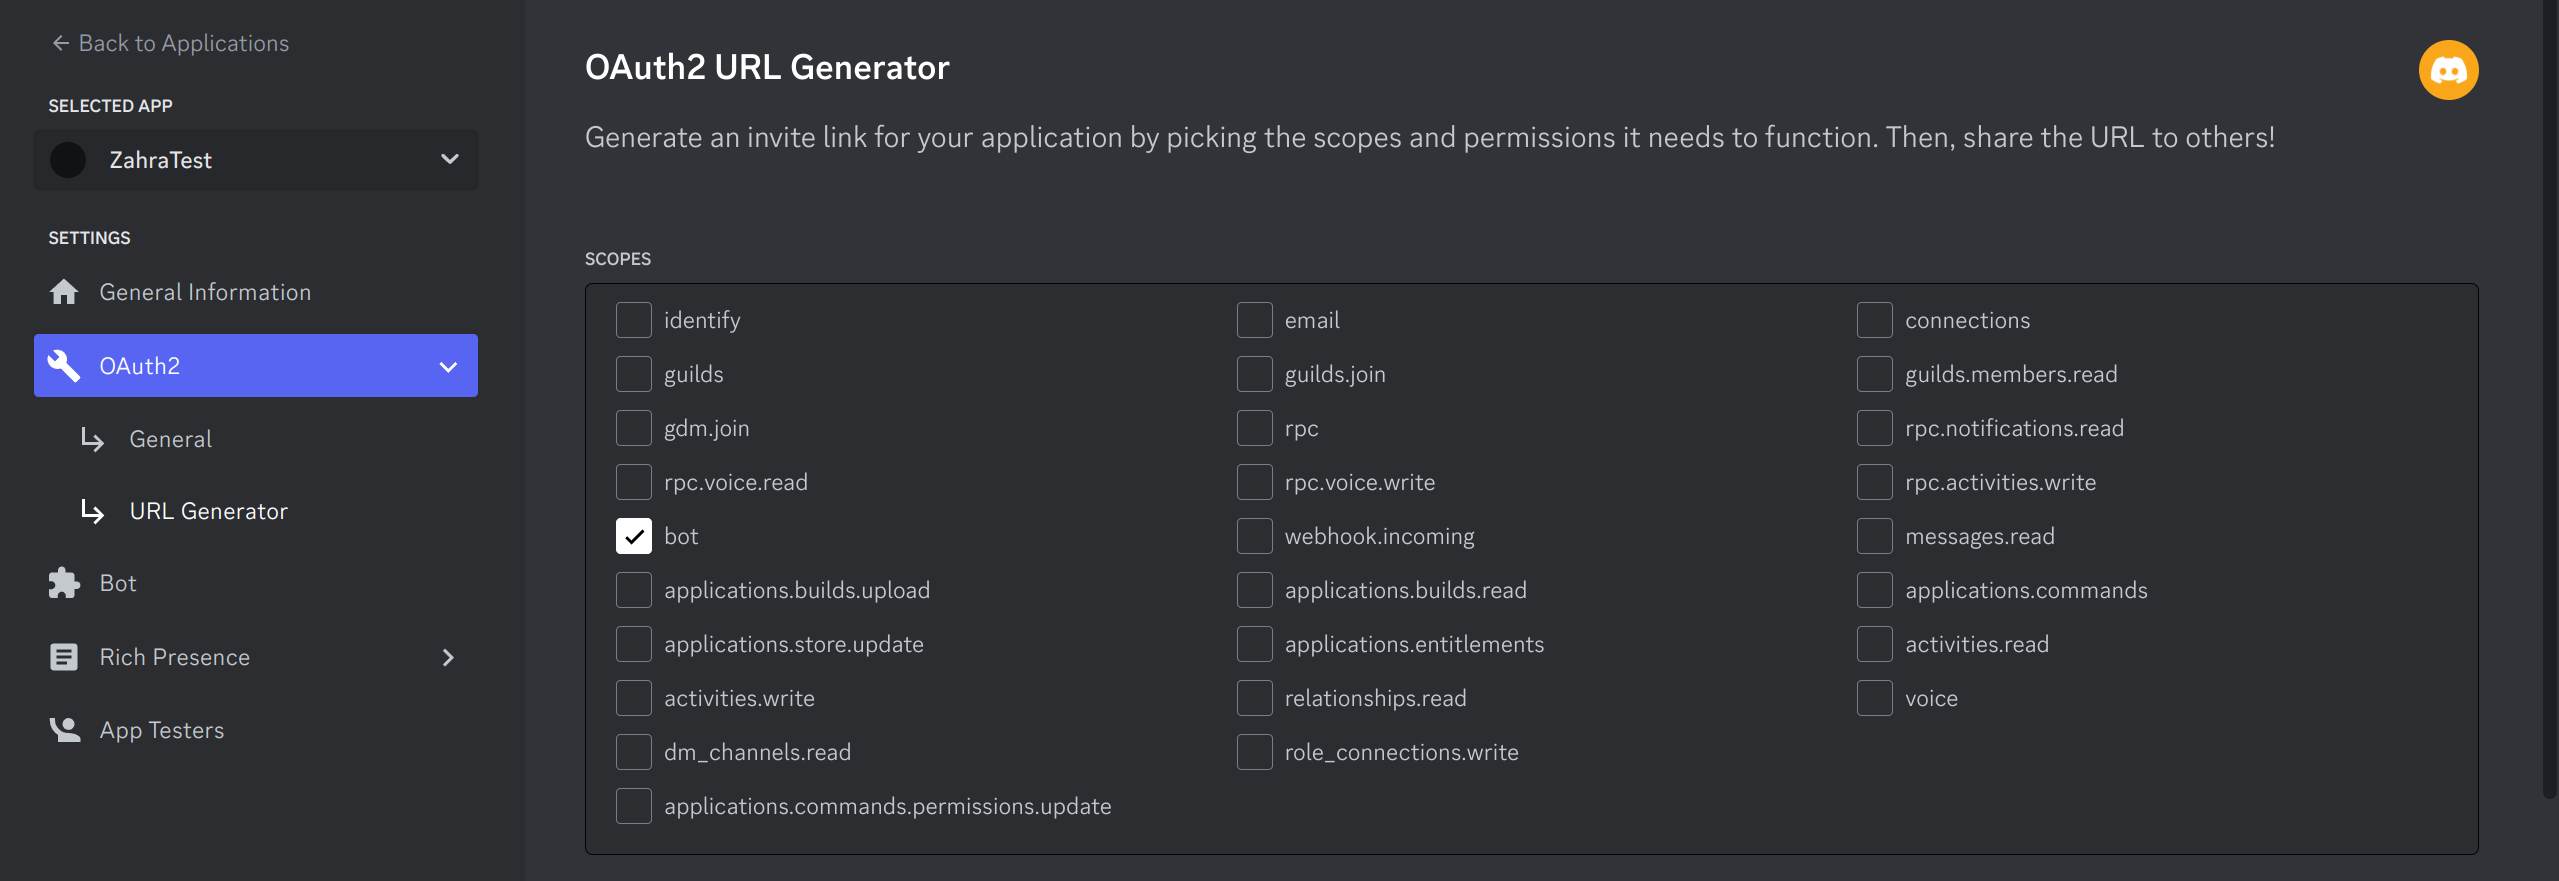 Back to Applications
SELECTED APP
ZahraTest
SETTINGS
General Information
OAuth2
General
URL Generator
Bot
Rich Presence
App Testers
OAuth2 URL Generator
Generate an invite link for your application by picking the scopes and permissions it needs to function. Then, share the URL to others!
SCOPES
identify email connections
guilds guilds.join guilds.members.read
gdm.join rpc rpc.notifications.read
rpc.voice.read rpc.voice.write rpc.activities.write
bot webhook.incoming messages.read
applications.builds.upload applications.builds.read applications.commands
applications.store.update applications.entitlements activities.read
activities.write relationships.read voice
dm_channels.read role_connections.write
applications.commands.permissions.update